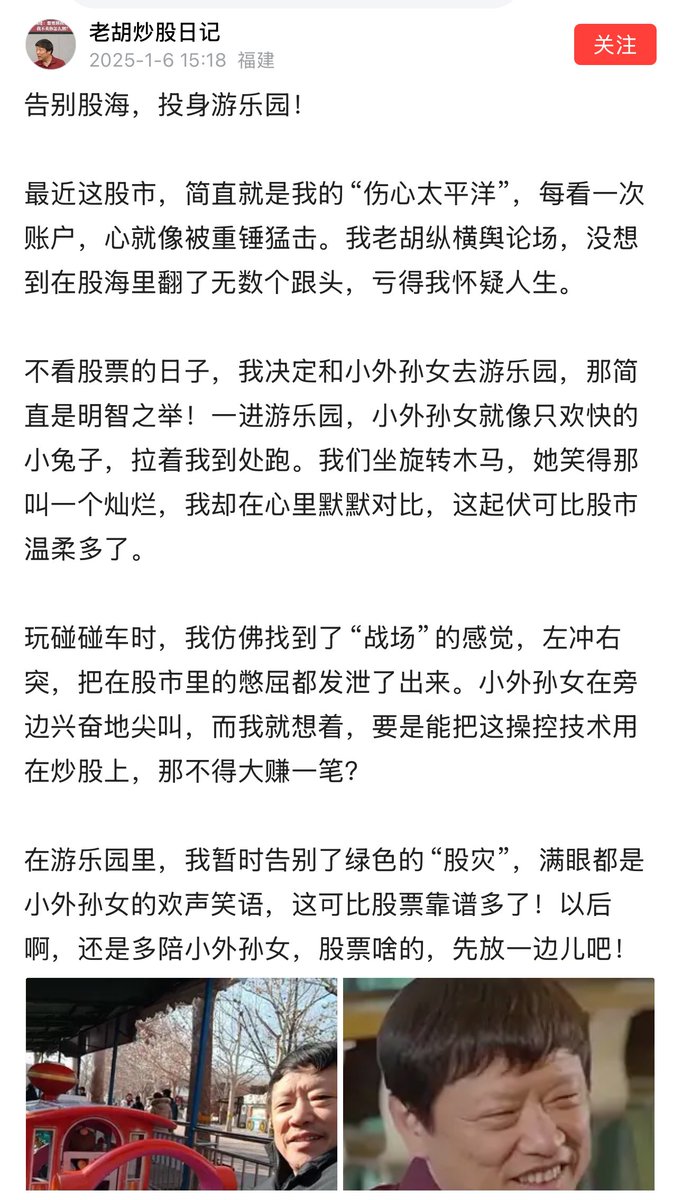 老胡炒股日记
2025-1-6 15:18 福建
关注
告别股海，投身游乐园！
最近这股市，简直就是我的“伤心太平洋”，每看一次
账户，心就像被重锤猛击。我老胡纵横舆论场，没想
到在股海里翻了无数个跟头，亏得我怀疑人生。
不看股票的日子，我决定和小外孙女去游乐园，那简
直是明智之举！一进游乐园，小外孙女就像只欢快的
小兔子，拉着我到处跑。我们坐旋转木马，她笑得那
叫一个灿烂，我却在心里默默对比，这起伏可比股市
温柔多了。
玩碰碰车时，我仿佛找到了“战场”的感觉，左冲右
突，把在股市里的憋屈都发泄了出来。小外孙女在旁
边兴奋地尖叫，而我就想着，要是能把这操控技术用
在炒股上，那不得大赚一笔？
在游乐园里，我暂时告别了绿色的“股灾”，满眼都是
小外孙女的欢声笑语，这可比股票靠谱多了！以后
啊，还是多陪小外孙女，股票啥的，先放一边儿吧！